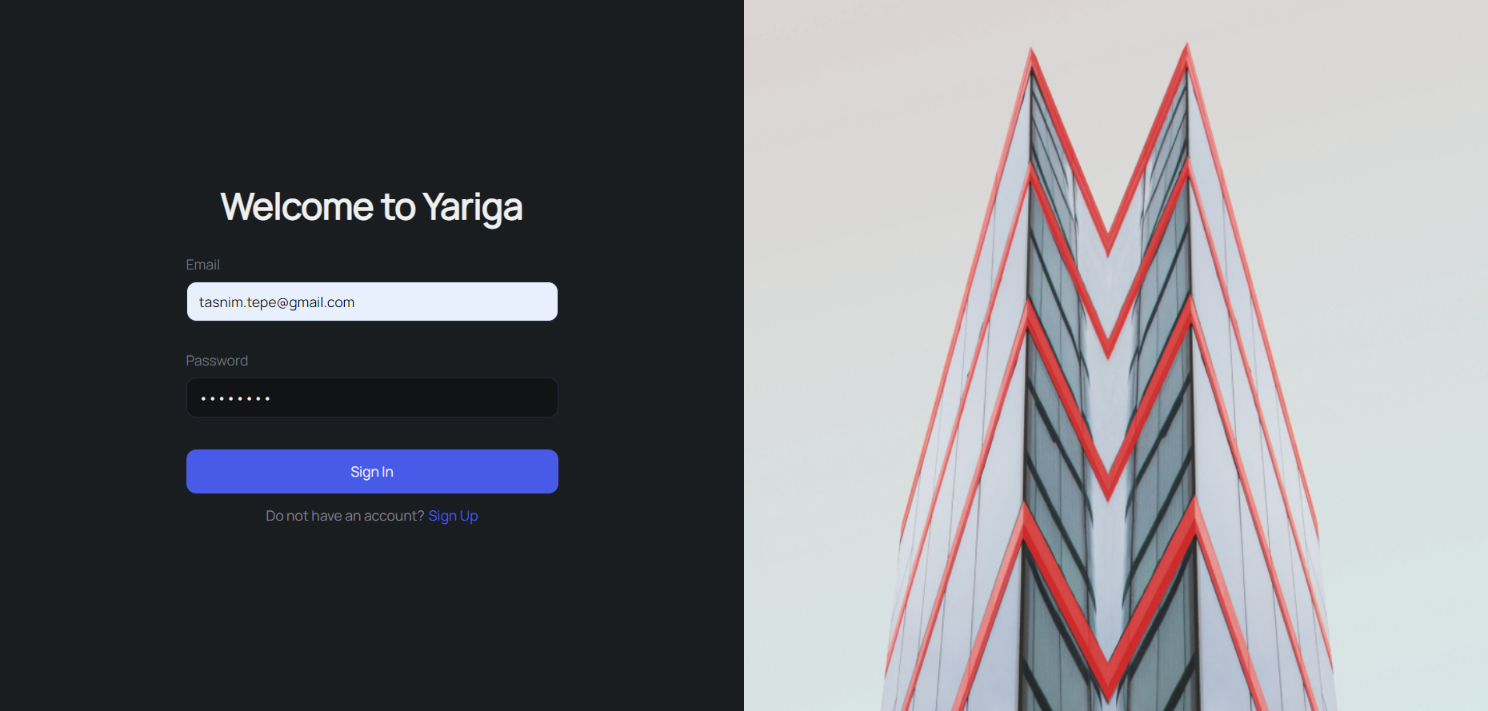 Welcome to Yariga
Email
tasnim.tepe@gmail.com
Password
••••••••
Sign In
Do not have an account? Sign Up